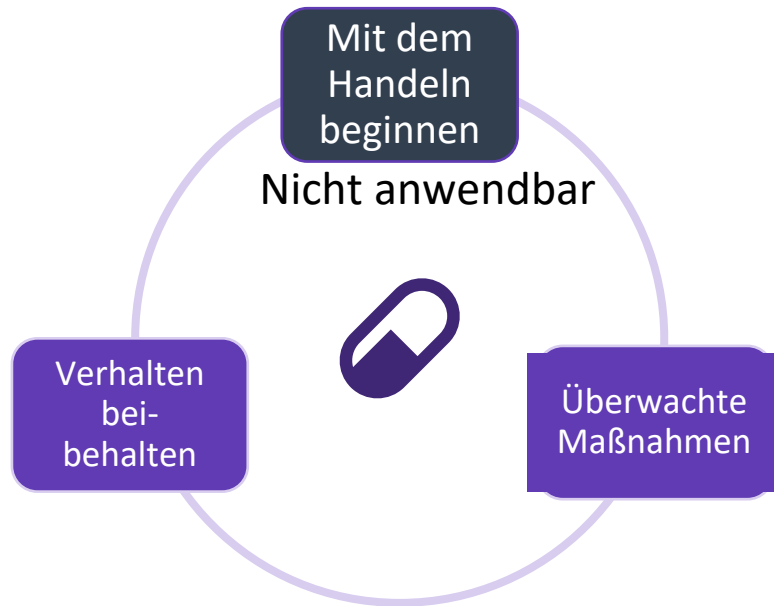 Mit dem
Handeln
beginnen
Nicht anwendbar
Verhalten
bei-
behalten
Überwachte
Maßnahmen